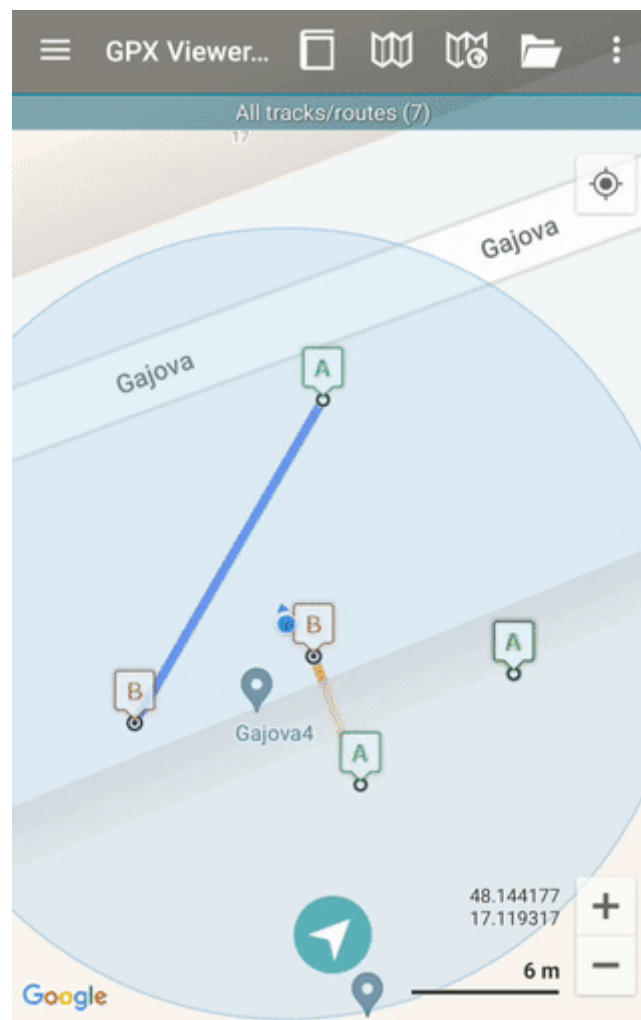 GPX Viewer...
All tracks/routes (7)
17
Gajova
Gajova
A
B
B
A
Gajova4
A
48.144177
17.119317
+
6 m
−
Google